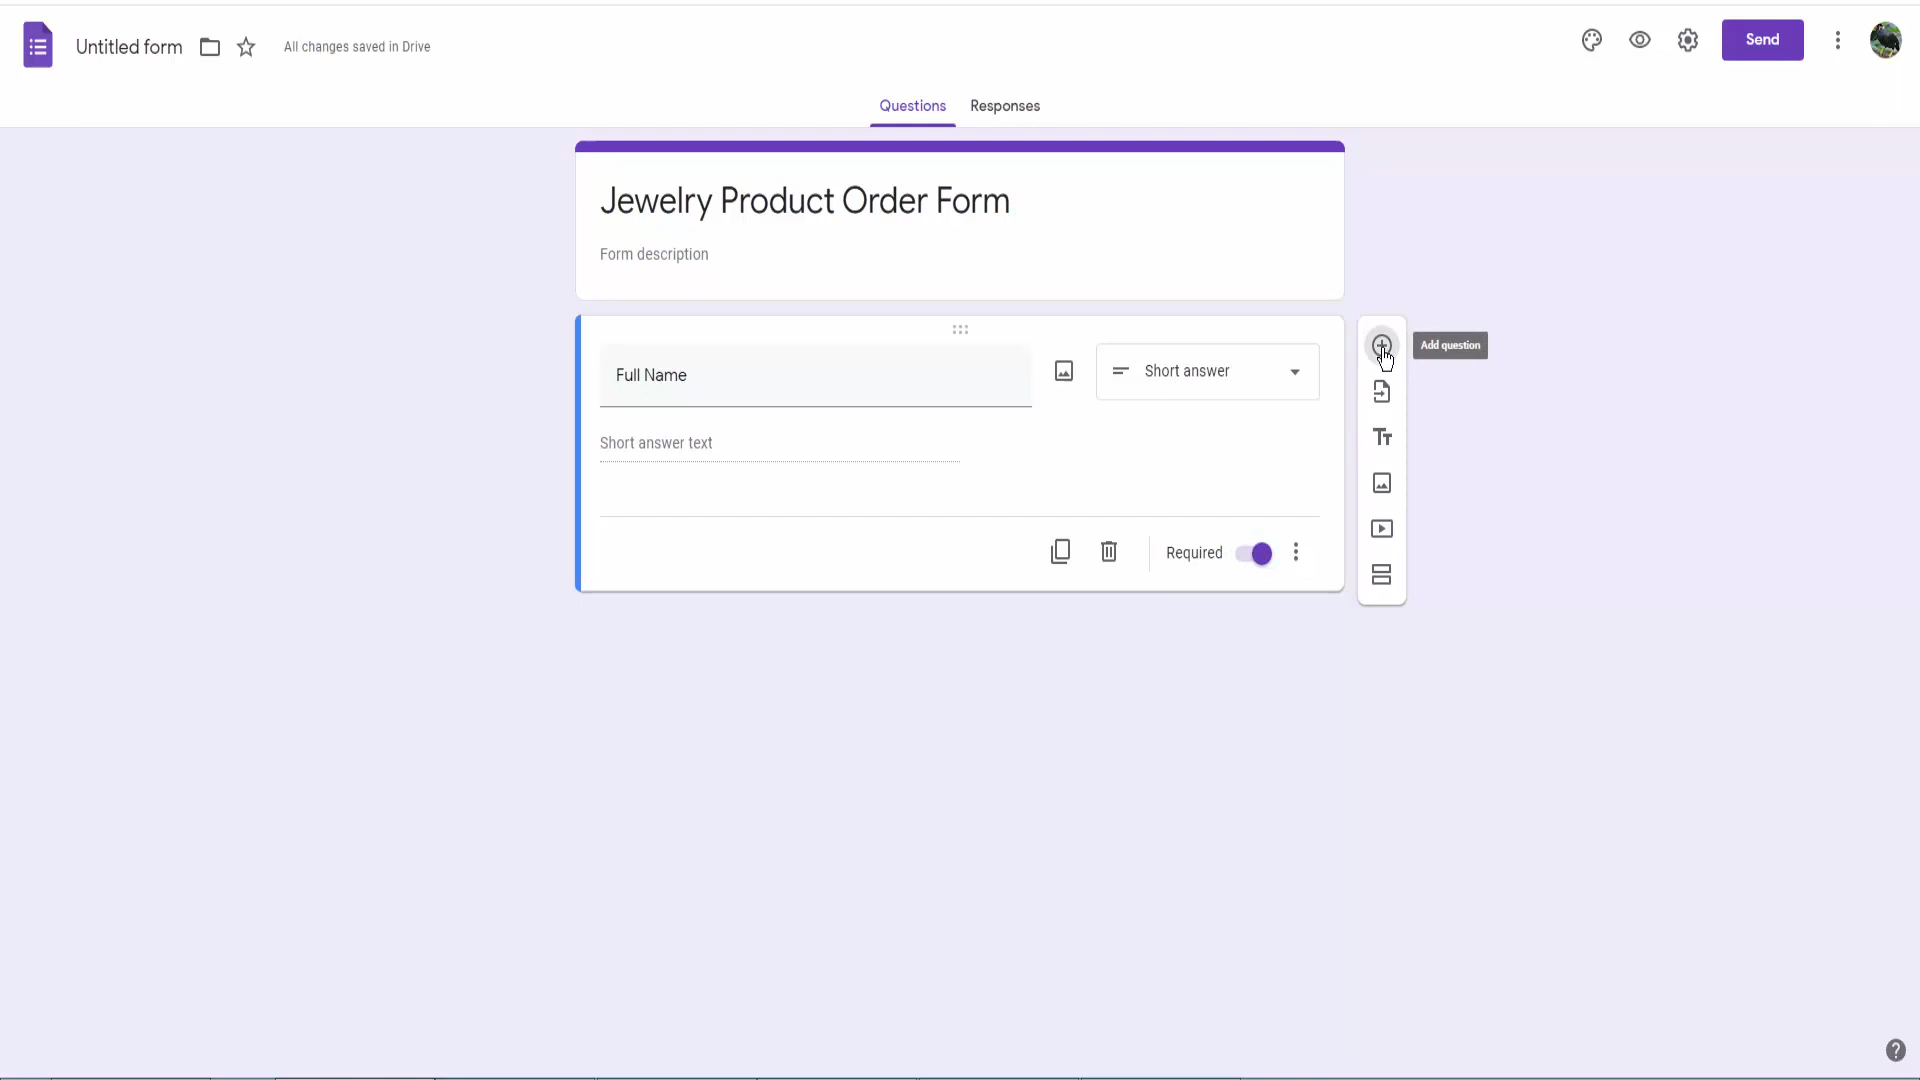 Untitled form
All changes saved in Drive
Send
Questions
Responses
Jewelry Product Order Form
Form description
Full Name
Short answer
Add question
Short answer text
Required